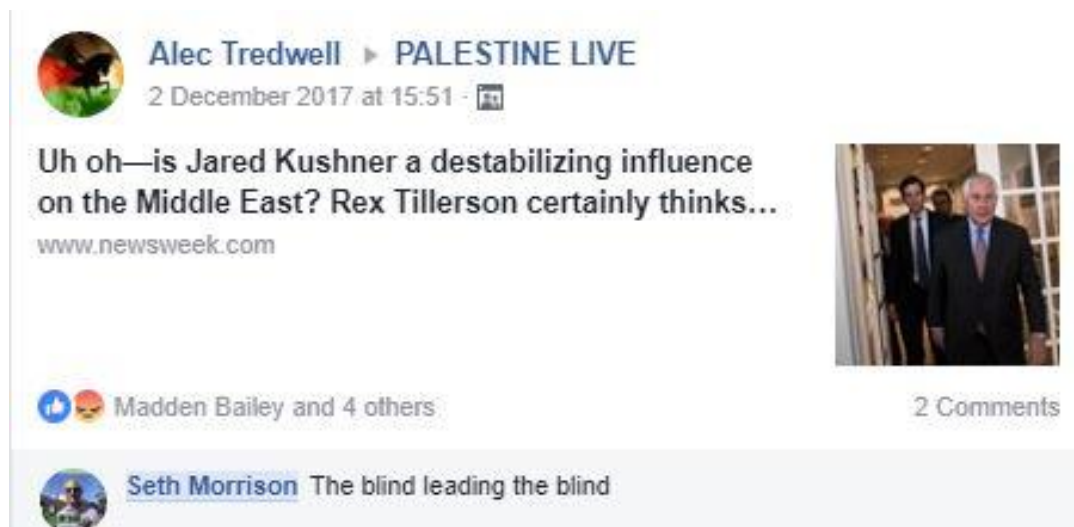 Alec Tredwell ▸ PALESTINE LIVE
2 December 2017 at 15:51 ·
Uh oh—is Jared Kushner a destabilizing influence
on the Middle East? Rex Tillerson certainly thinks...
www.newsweek.com
Madden Bailey and 4 others 2 Comments
Seth Morrison The blind leading the blind